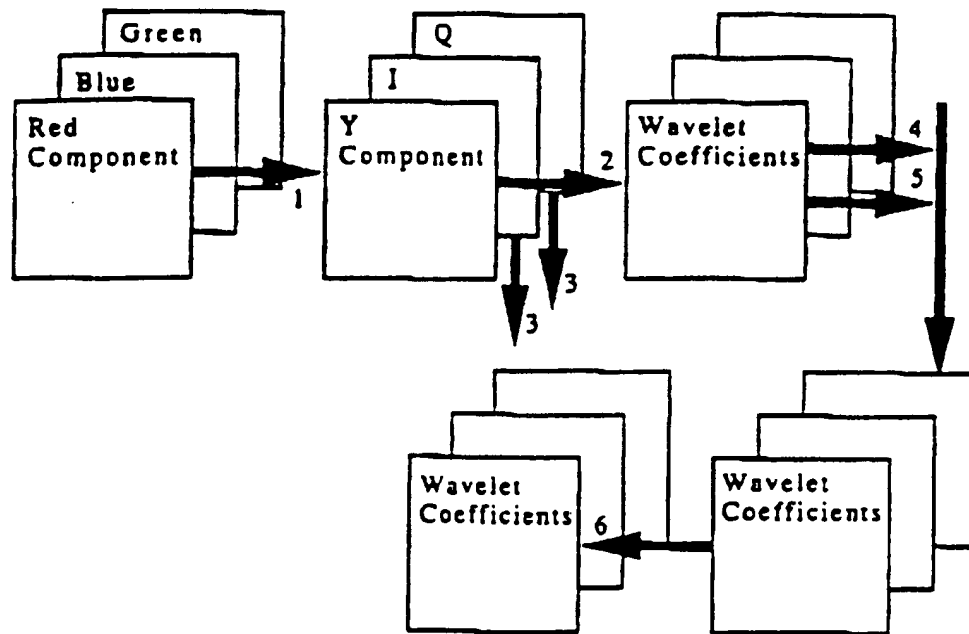 Green
Blue
Red
Component
1
Q
I
Y
Component
2
3
3
Wavelet
Coefficients
4
5
Wavelet
Coefficients
6
Wavelet
Coefficients